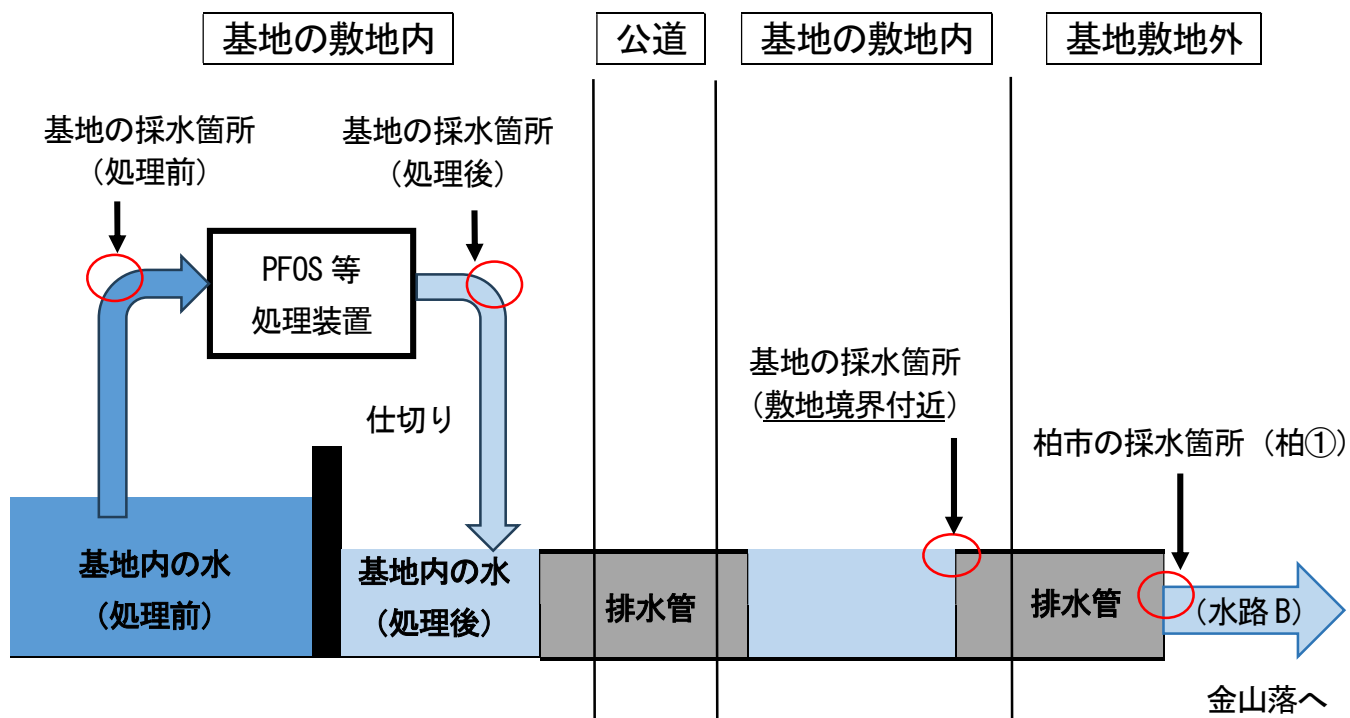 基地の敷地内
公道
基地の敷地内
基地敷地外
基地の採水箇所
（処理前）
基地の採水箇所
（処理後）
PFOS 等
処理装置
仕切り
基地の採水箇所
（敷地境界付近）
柏市の採水箇所（柏①）
基地内の水
（処理前）
基地内の水
（処理後）
排水管
排水管
（水路 B）
金山落へ